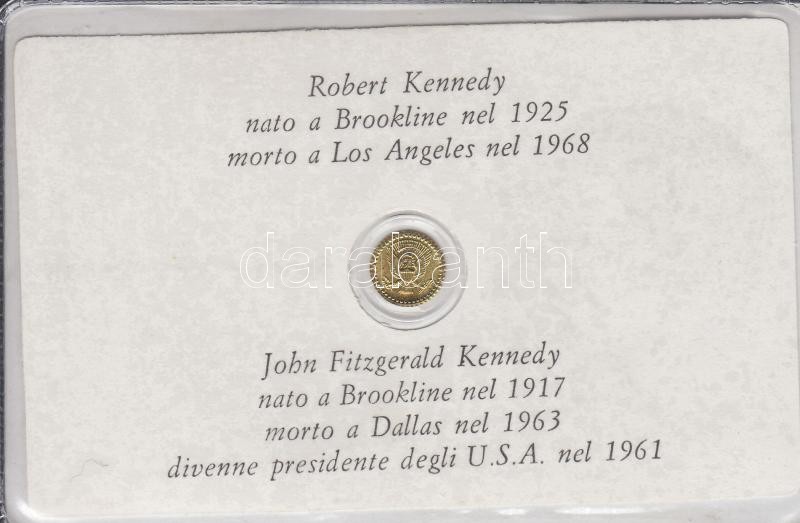 Robert Kennedy
nato a Brookline nel 1925
morto a Los Angeles nel 1968
darabanth
John Fitzgerald Kennedy
nato a Brookline nel 1917
morto a Dallas nel 1963
divenne presidente degli U.S.A. nel 1961